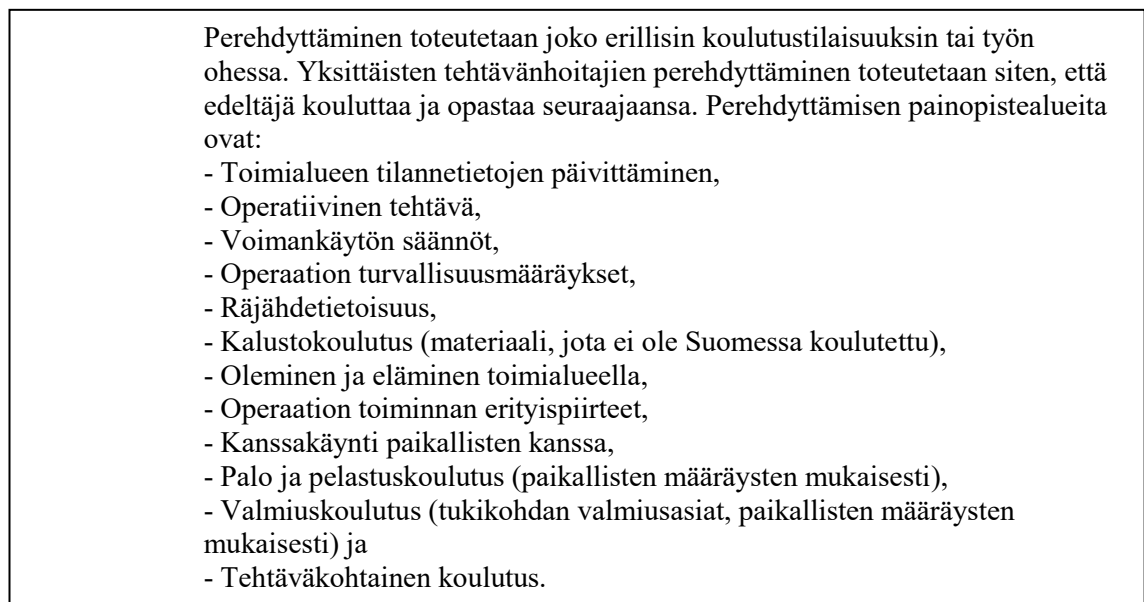 Perehdyttäminen toteutetaan joko erillisin koulutustilaisuuksin tai työn
ohessa. Yksittäisten tehtävänhoitajien perehdyttäminen toteutetaan siten, että
edeltäjä kouluttaa ja opastaa seuraajaansa. Perehdyttämisen painopistealueita
ovat:
- Toimialueen tilannetietojen päivittäminen,
- Operatiivinen tehtävä,
- Voimankäytön säännöt,
- Operaation turvallisuusmääräykset,
- Räjähdetietoisuus,
- Kalustokoulutus (materiaali, jota ei ole Suomessa koulutettu),
- Oleminen ja eläminen toimialueella,
- Operaation toiminnan erityispiirteet,
- Kanssakäynti paikallisten kanssa,
- Palo ja pelastuskoulutus (paikallisten määräysten mukaisesti),
- Valmiuskoulutus (tukikohdan valmiusasiat, paikallisten määräysten
mukaisesti) ja
- Tehtäväkohtainen koulutus.